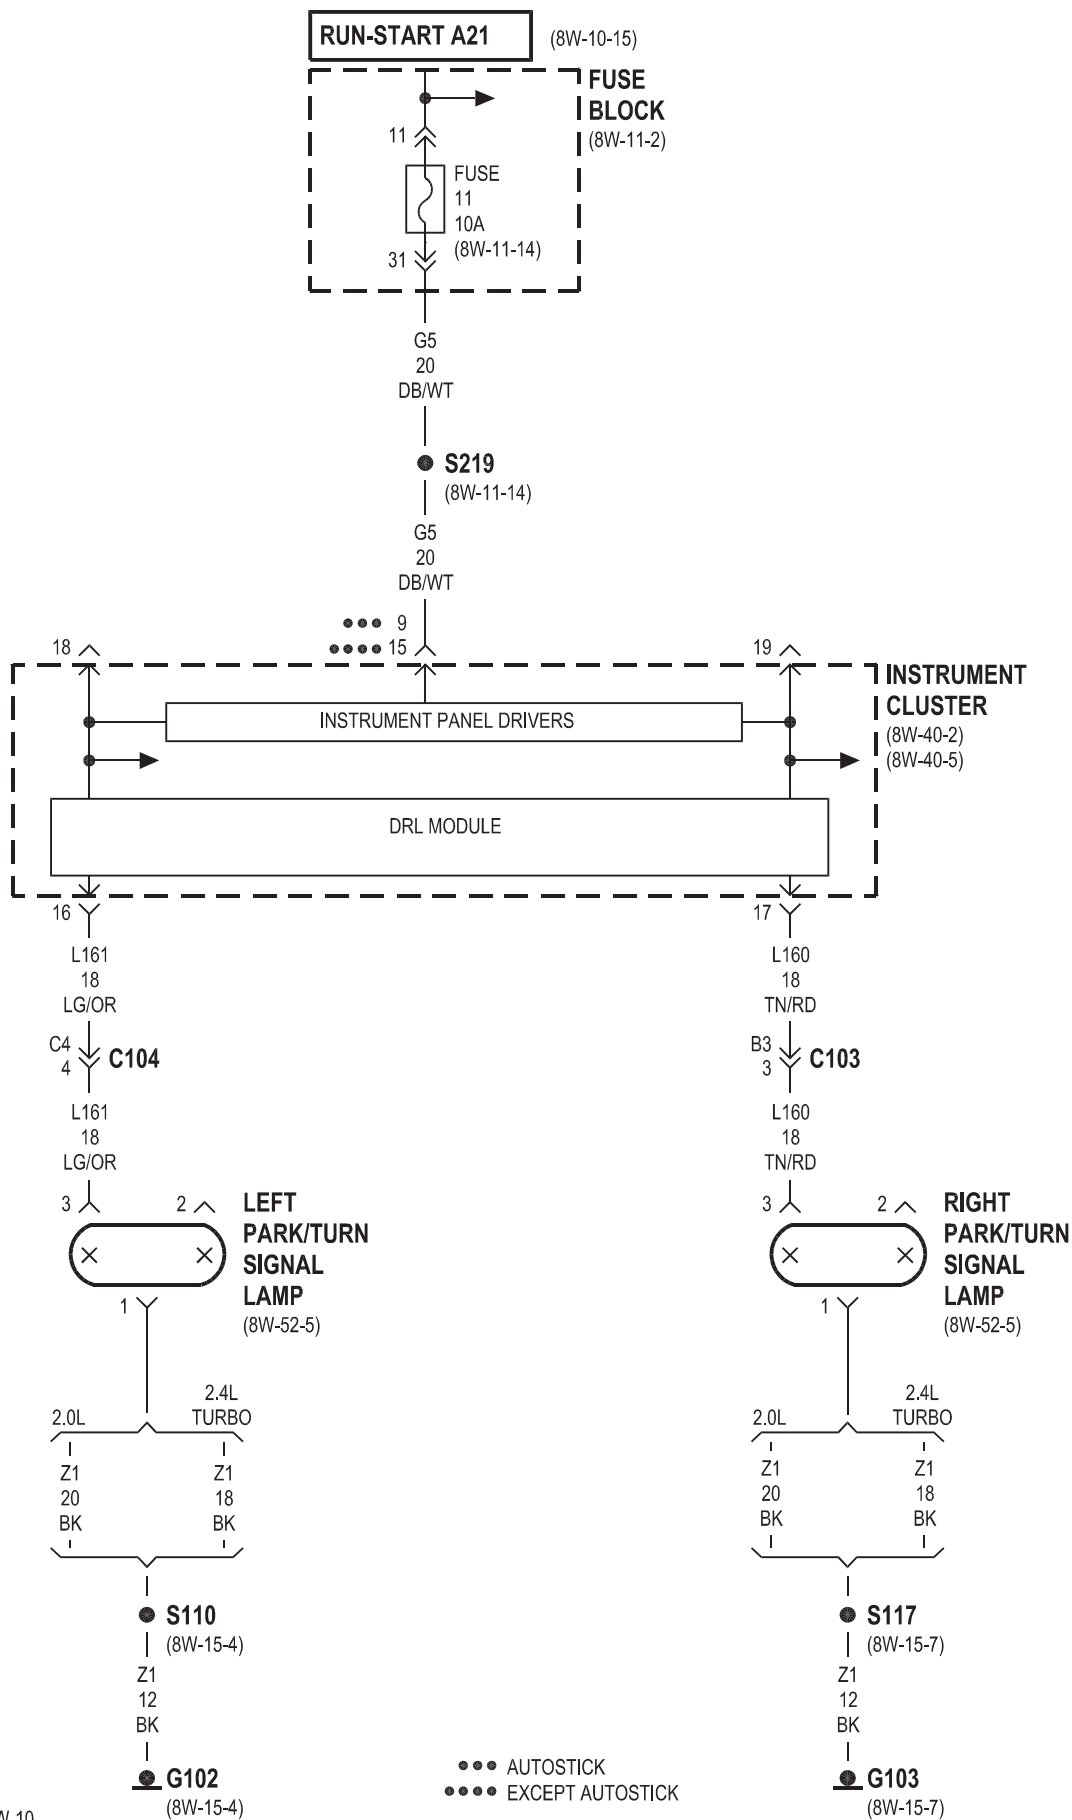 RUN-START A21
(8W-10-15)
FUSE
BLOCK
(8W-11-2)
11
FUSE
11
10A
(8W-11-14)
31
G5
20
DB/WT
S219
(8W-11-14)
G5
20
DB/WT
9
18
15
19
INSTRUMENT
CLUSTER
(8W-40-2)
(8W-40-5)
INSTRUMENT PANEL DRIVERS
DRL MODULE
16
17
L161
18
LG/OR
L160
18
TN/RD
C4
4
C104
B3
3
C103
L161
18
LG/OR
L160
18
TN/RD
3
2
LEFT
PARK/TURN
SIGNAL
LAMP
(8W-52-5)
3
2
RIGHT
PARK/TURN
SIGNAL
LAMP
(8W-52-5)
1
1
2.0L
2.4L
TURBO
2.0L
2.4L
TURBO
Z1
20
BK
Z1
18
BK
Z1
20
BK
Z1
18
BK
S110
(8W-15-4)
S117
(8W-15-7)
Z1
12
BK
Z1
12
BK
G102
(8W-15-4)
AUTOSTICK
EXCEPT AUTOSTICK
G103
(8W-15-7)